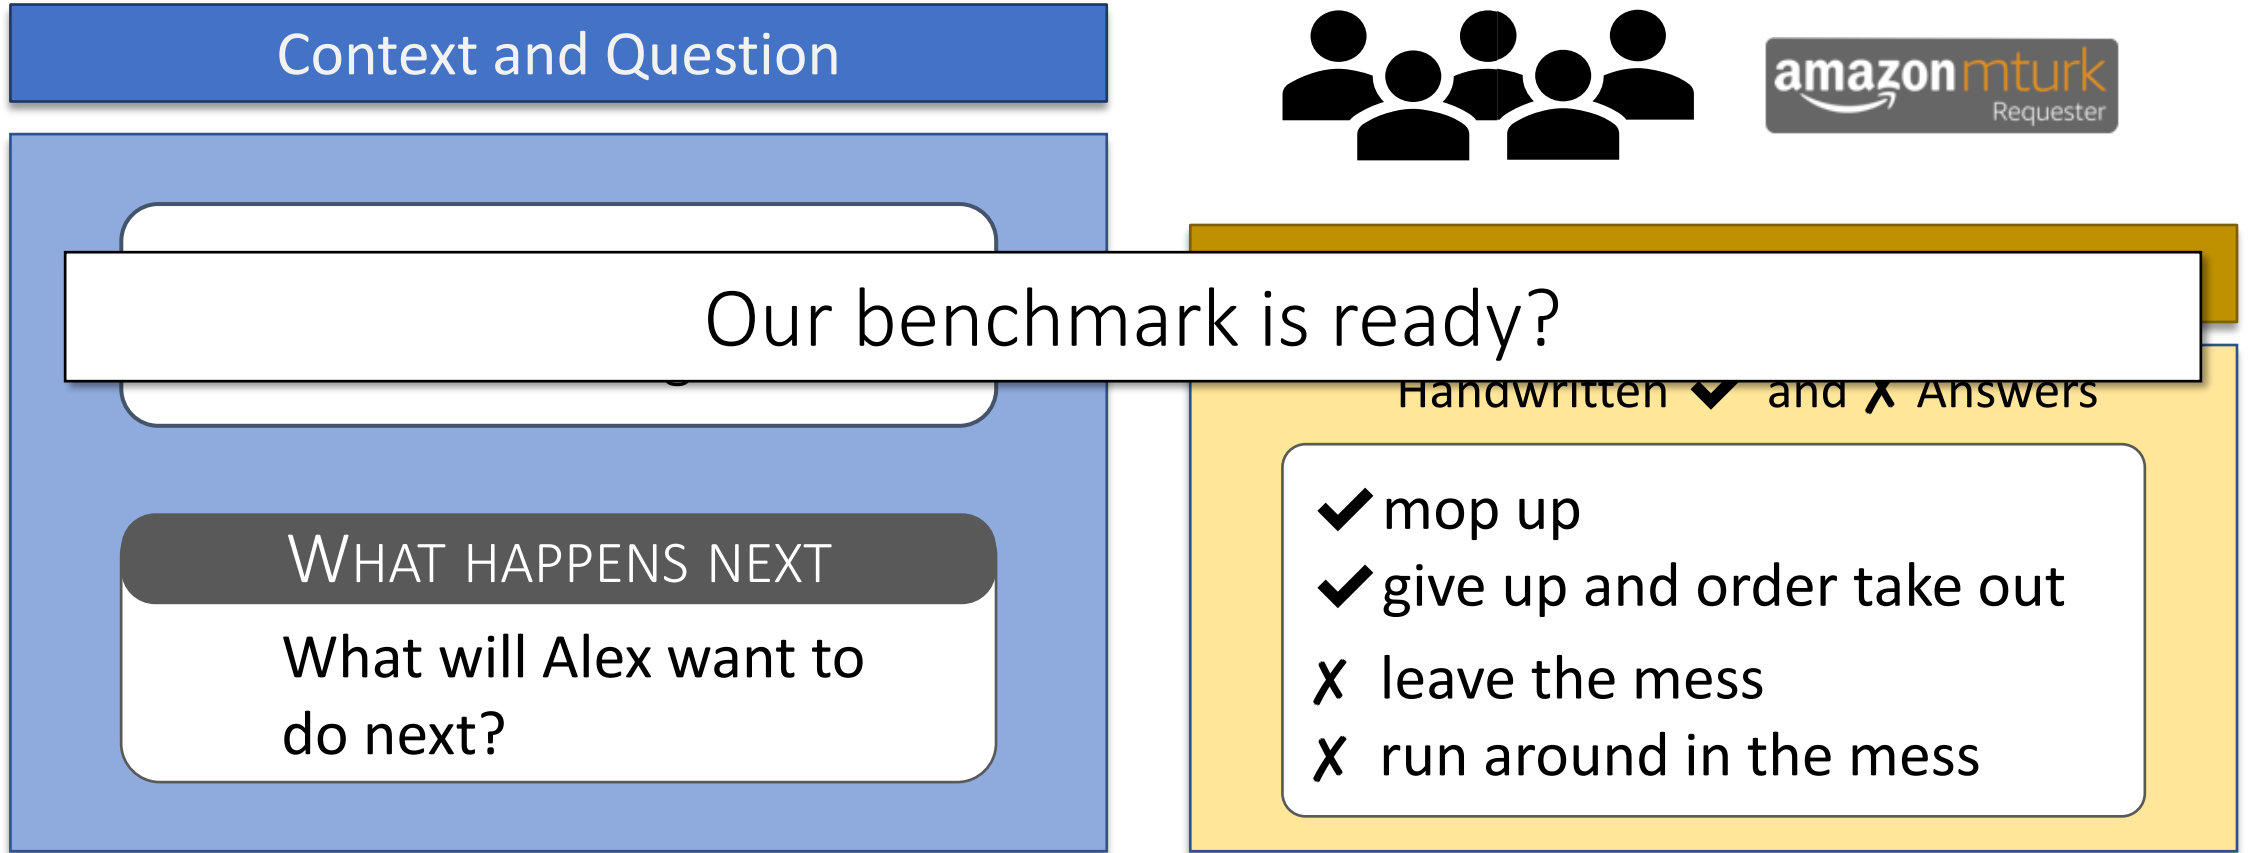 Context and Question
amazon mturk
Requester
Our benchmark is ready?
Handwritten ✔ and ✗ Answers
WHAT HAPPENS NEXT
What will Alex want to
do next?
✔ mop up
✔ give up and order take out
✗ leave the mess
✗ run around in the mess